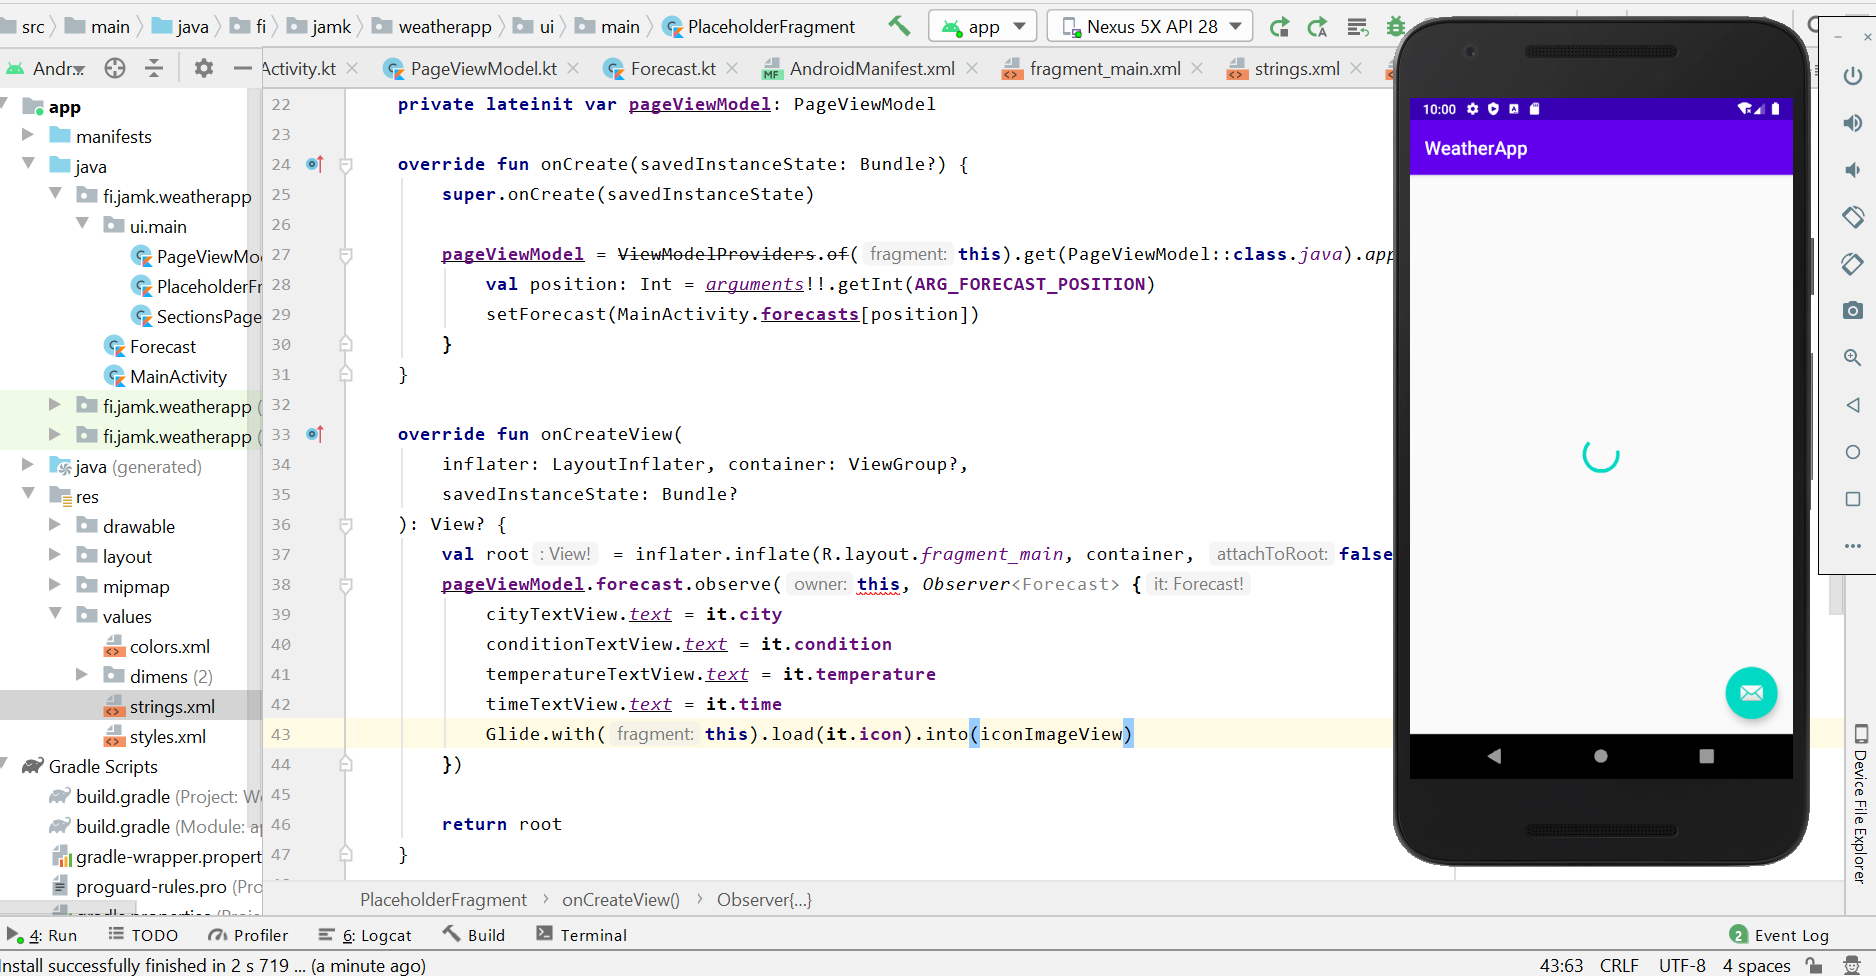 src main java fi jamk weatherapp ui main PlaceholderFragment app Nexus 5X API 28
Andr... Activity.kt PageViewModel.kt Forecast.kt AndroidManifest.xml fragment_main.xml strings.xml
app
manifests
java
fi.jamk.weatherapp
ui.main
PageViewMo
PlaceholderFr
SectionsPage
Forecast
MainActivity
fi.jamk.weatherapp (
fi.jamk.weatherapp (
java (generated)
res
drawable
layout
mipmap
values
colors.xml
dimens (2)
strings.xml
styles.xml
Gradle Scripts
build.gradle (Project: We
build.gradle (Module: ap
gradle-wrapper.propert
proguard-rules.pro (Pro
gradle.properties (Proje
22 private lateinit var pageViewModel: PageViewModel
23
24 override fun onCreate(savedInstanceState: Bundle?) {
25 super.onCreate(savedInstanceState)
26
27 pageViewModel = ViewModelProviders.of( fragment: this).get(PageViewModel::class.java).app
28 val position: Int = arguments!!.getInt(ARG_FORECAST_POSITION)
29 setForecast(MainActivity.forecasts[position])
30 }
31 }
32
33 override fun onCreateView(
34 inflater: LayoutInflater, container: ViewGroup?,
35 savedInstanceState: Bundle?
36 ): View? {
37 val root : View! = inflater.inflate(R.layout.fragment_main, container, attachToRoot: false
38 pageViewModel.forecast.observe( owner: this, Observer<Forecast> { it: Forecast!
39 cityTextView.text = it.city
40 conditionTextView.text = it.condition
41 temperatureTextView.text = it.temperature
42 timeTextView.text = it.time
43 Glide.with( fragment: this).load(it.icon).into(iconImageView)
44 })
45
46 return root
47 }
PlaceholderFragment › onCreateView() › Observer{...}
10:00
WeatherApp
Device File Explorer
4: Run TODO Profiler 6: Logcat Build Terminal 2 Event Log
Install successfully finished in 2 s 719 ... (a minute ago) 43:63 CRLF UTF-8 4 spaces